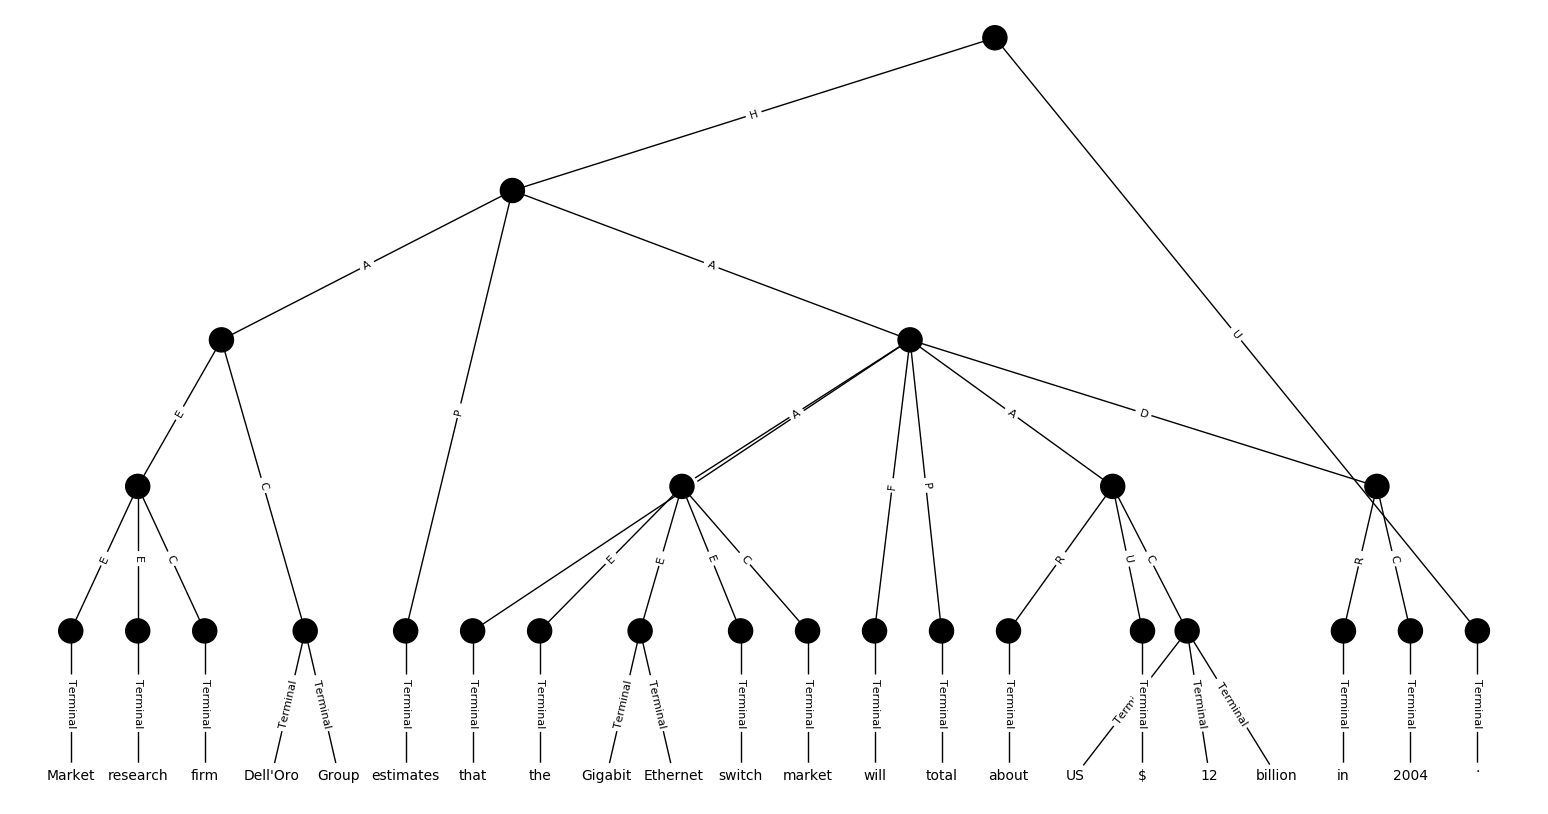 H
A A U
E C P A F P A D
E E C E E E C R U C R C
Terminal Terminal Terminal Terminal Terminal Terminal Terminal Terminal Terminal Terminal Terminal Terminal Terminal Terminal Terminal Terminal Terminal Terminal Terminal Terminal Terminal
Market research firm Dell'Oro Group estimates that the Gigabit Ethernet switch market will total about US $ 12 billion in 2004 .